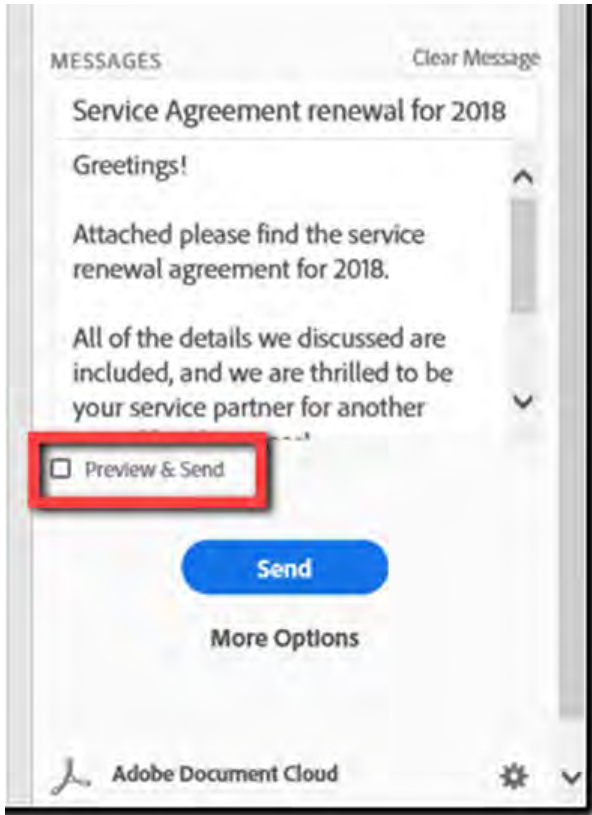 MESSAGES Clear Message
Service Agreement renewal for 2018
Greetings!
Attached please find the service
renewal agreement for 2018.
All of the details we discussed are
included, and we are thrilled to be
your service partner for another
Preview & Send
Send
More Options
Adobe Document Cloud